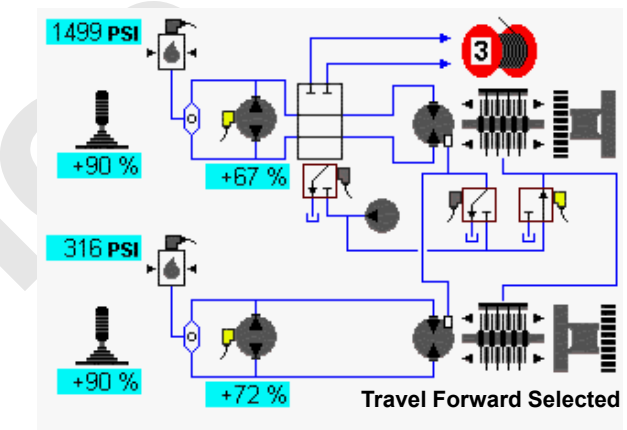 1499 PSI
3
+90 %
+67 %
316 PSI
+90 %
+72 %
Travel Forward Selected